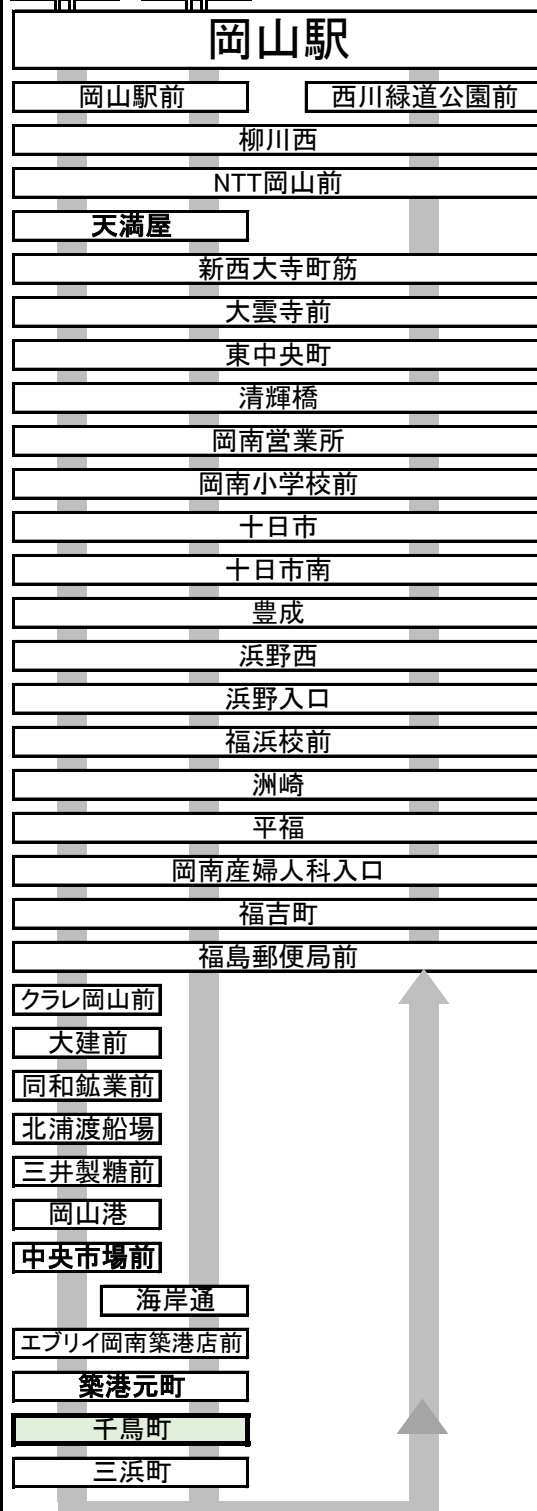 岡山駅
岡山駅前 西川緑道公園前
柳川西
NTT岡山前
天満屋
新西大寺町筋
大雲寺前
東中央町
清輝橋
岡南営業所
岡南小学校前
十日市
十日市南
豊成
浜野西
浜野入口
福浜校前
洲崎
平福
岡南産婦人科入口
福吉町
福島郵便局前
クラレ岡山前
大建前
同和鉱業前
北浦渡船場
三井製糖前
岡山港
中央市場前
海岸通
エブリイ岡南築港店前
築港元町
千鳥町
三浜町